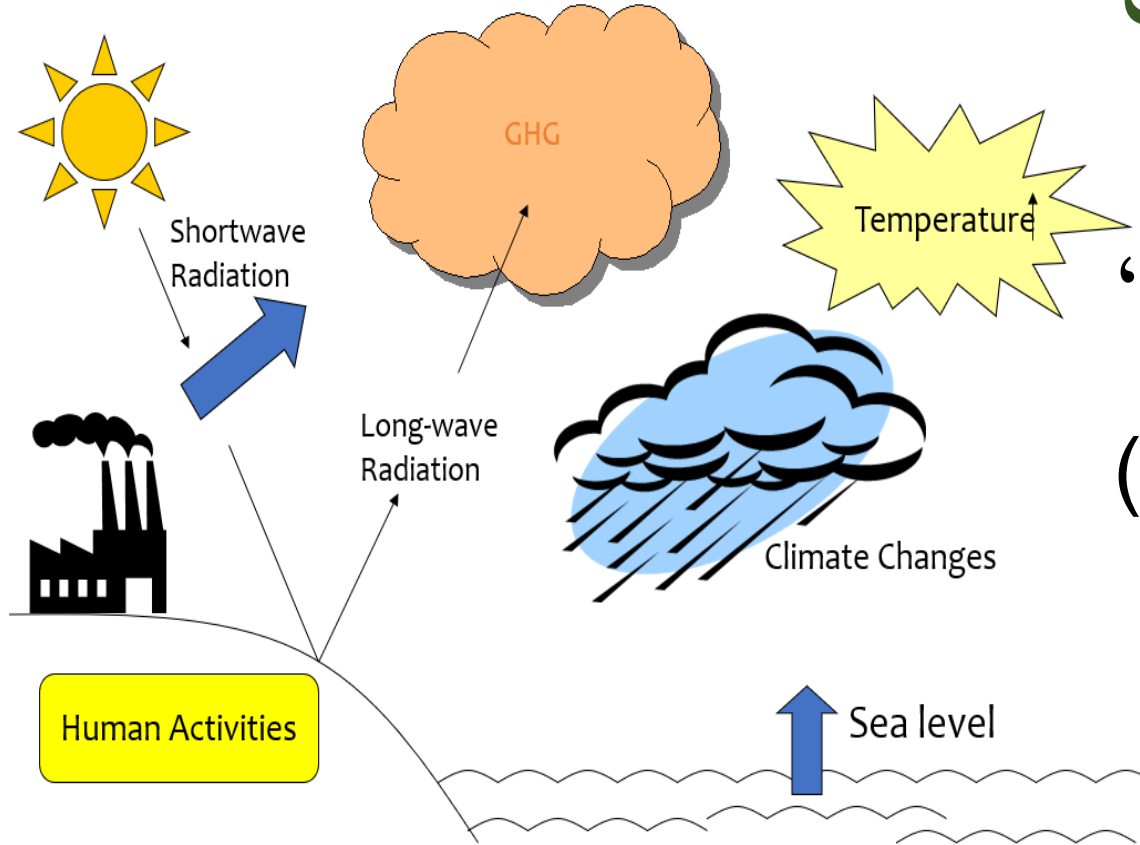 GHG
Shortwave
Radiation
Temperature
‘
Long-wave
Radiation
(
Climate Changes
Human Activities
Sea level